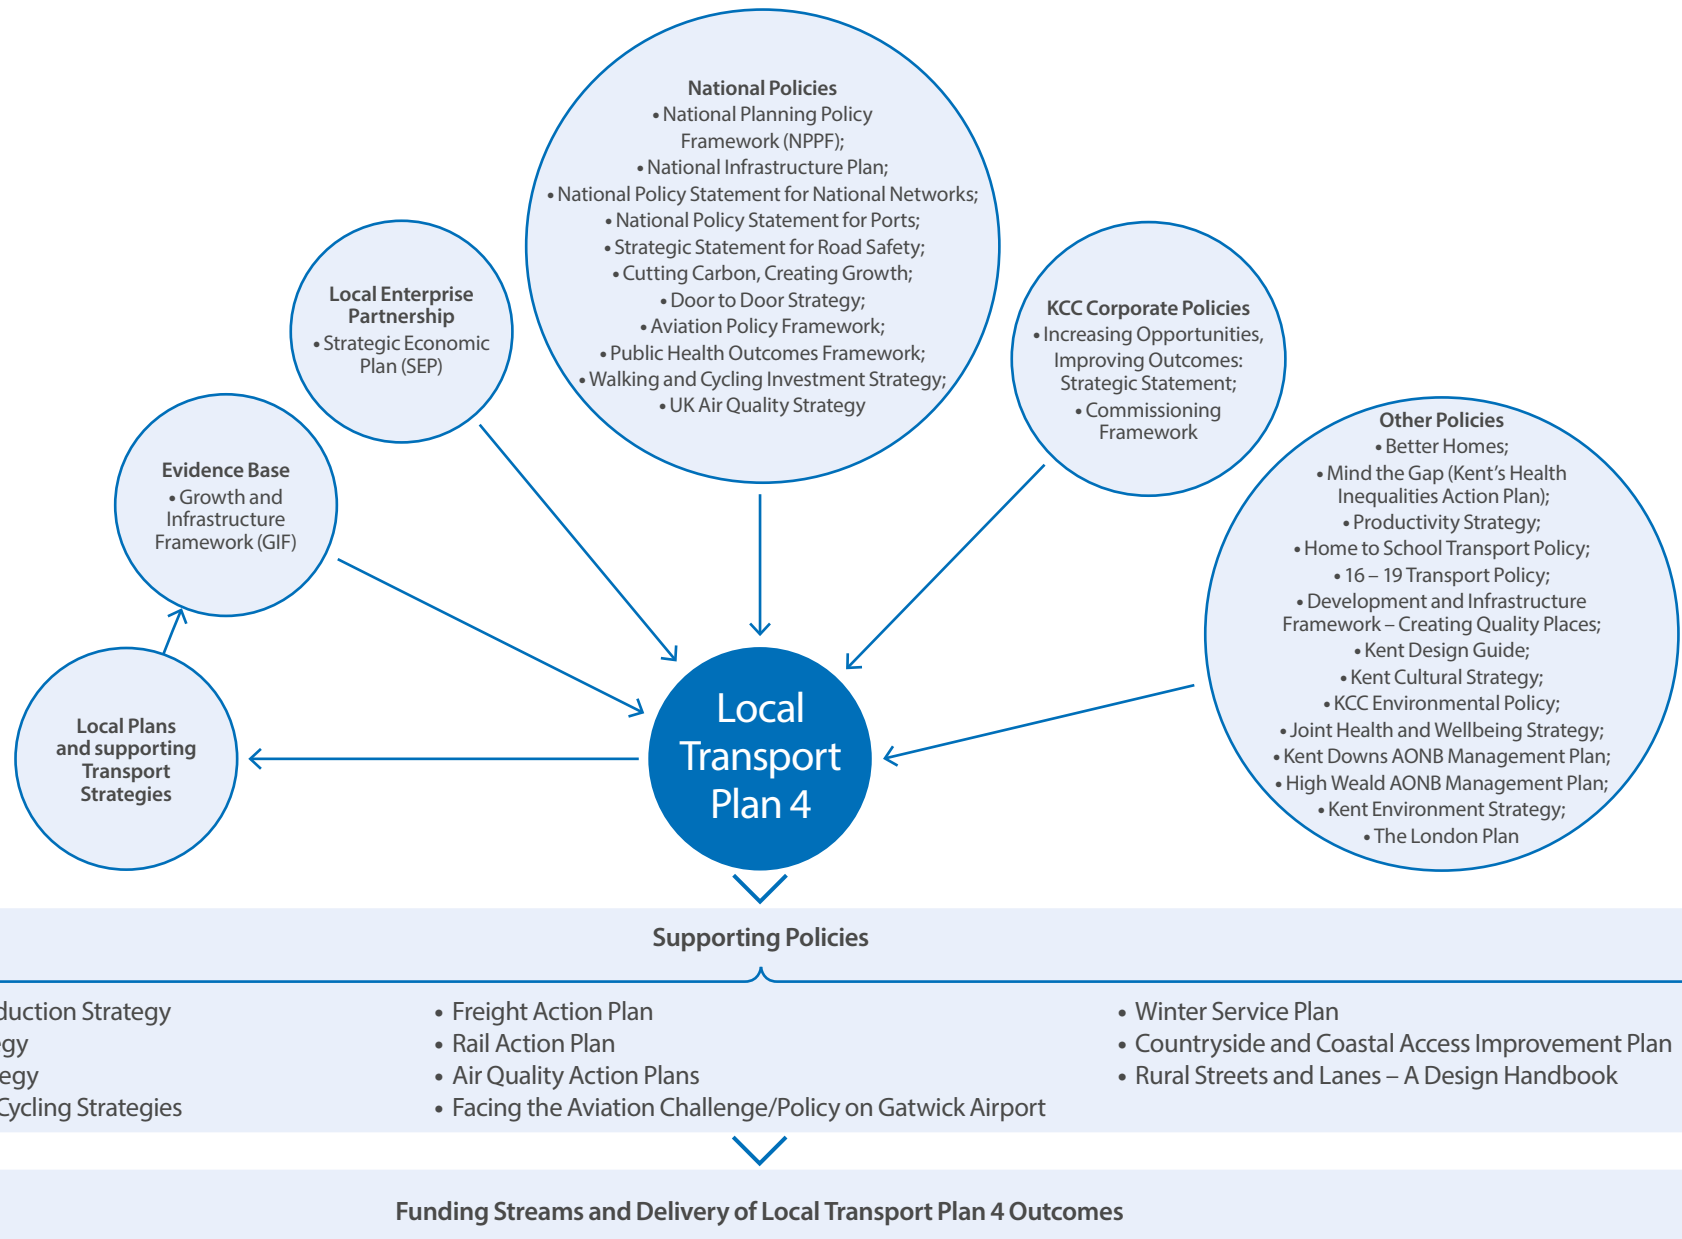 National Policies
• National Planning Policy
Framework (NPPF);
• National Infrastructure Plan;
• National Policy Statement for National Networks;
• National Policy Statement for Ports;
• Strategic Statement for Road Safety;
• Cutting Carbon, Creating Growth;
• Door to Door Strategy;
• Aviation Policy Framework;
• Public Health Outcomes Framework;
• Walking and Cycling Investment Strategy;
• UK Air Quality Strategy
Local Enterprise
Partnership
• Strategic Economic
Plan (SEP)
KCC Corporate Policies
• Increasing Opportunities,
Improving Outcomes:
Strategic Statement;
• Commissioning
Framework
Evidence Base
• Growth and
Infrastructure
Framework (GIF)
Other Policies
• Better Homes;
• Mind the Gap (Kent’s Health
Inequalities Action Plan);
• Productivity Strategy;
• Home to School Transport Policy;
• 16 – 19 Transport Policy;
• Development and Infrastructure
Framework – Creating Quality Places;
• Kent Design Guide;
• Kent Cultural Strategy;
• KCC Environmental Policy;
• Joint Health and Wellbeing Strategy;
• Kent Downs AONB Management Plan;
• High Weald AONB Management Plan;
• Kent Environment Strategy;
• The London Plan
Local Plans
and supporting
Transport
Strategies
Local
Transport
Plan 4
Supporting Policies
duction Strategy
egy
tegy
Cycling Strategies
• Freight Action Plan
• Rail Action Plan
• Air Quality Action Plans
• Facing the Aviation Challenge/Policy on Gatwick Airport
• Winter Service Plan
• Countryside and Coastal Access Improvement Plan
• Rural Streets and Lanes – A Design Handbook
Funding Streams and Delivery of Local Transport Plan 4 Outcomes